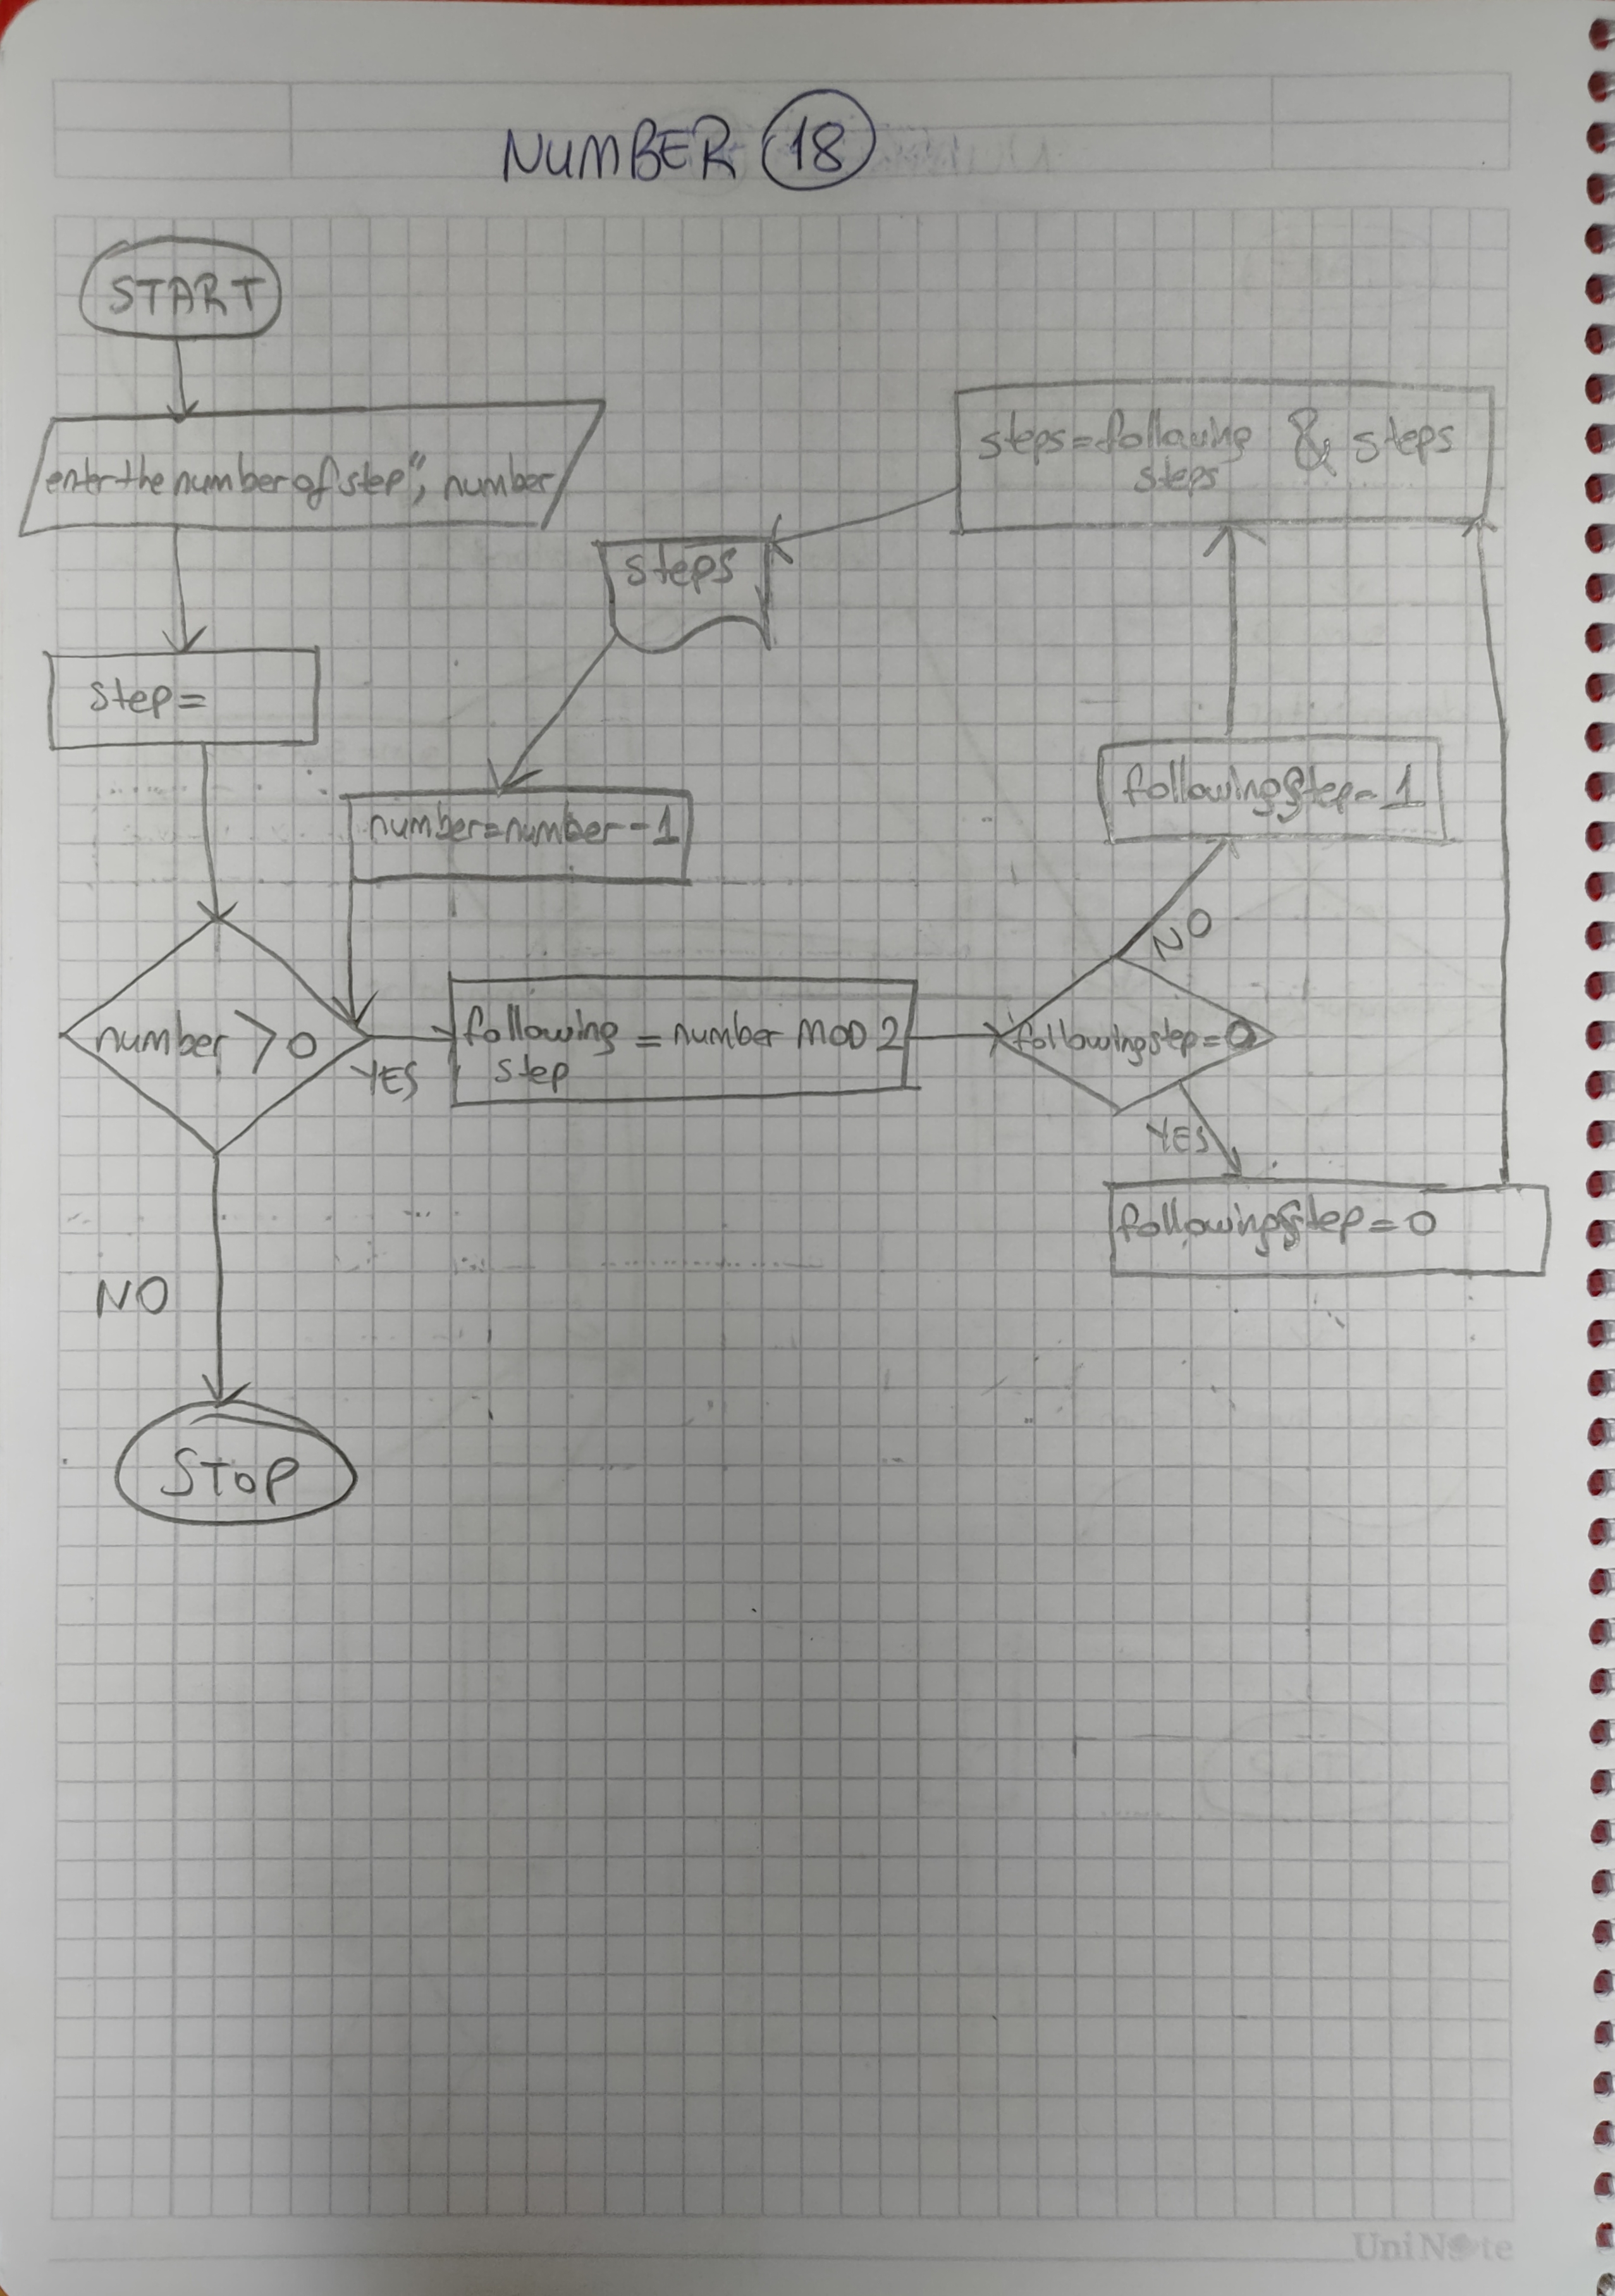 NUMBER 18
START
enter the number of step", number
step=
number > 0
YES
NO
STOP
following = number MOD 2
step
followingstep=0
NO
followingstep=1
YES
followingstep=0
steps=following & steps
steps
steps
number=number-1
UniNote